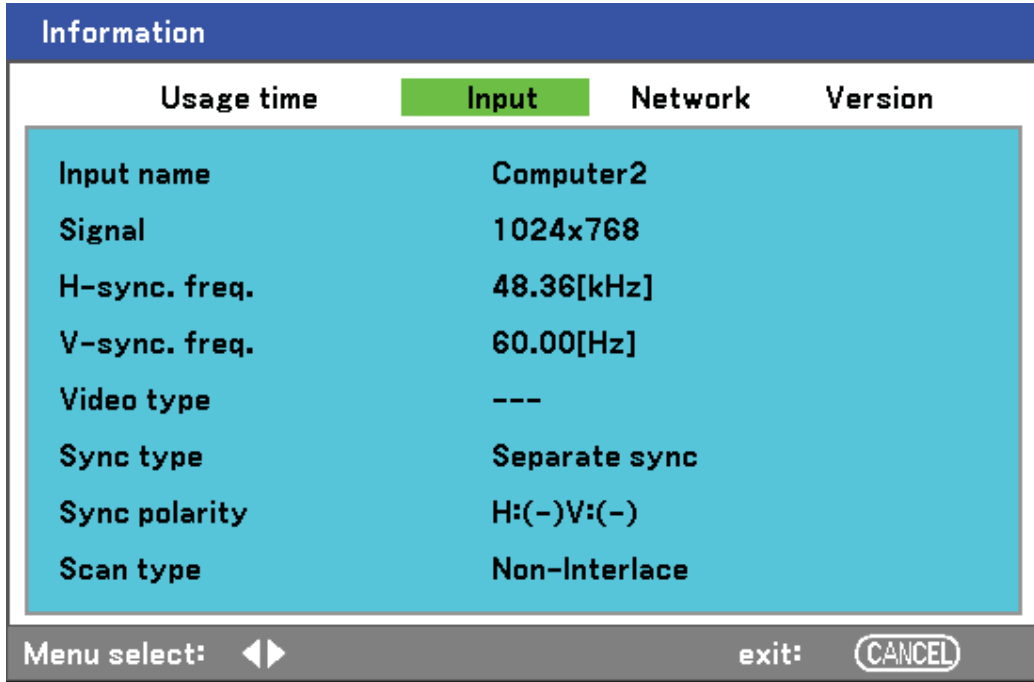 Information
Usage time Input Network Version
Input name Computer2
Signal 1024x768
H-sync. freq. 48.36[kHz]
V-sync. freq. 60.00[Hz]
Video type ---
Sync type Separate sync
Sync polarity H:(-)V:(-)
Scan type Non-Interlace
Menu select: ◀▶ exit: CANCEL